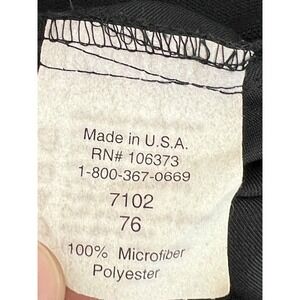 Made in U.S.A.
RN# 106373
1-800-367-0669
7102
76
100% Microfiber
Polyester